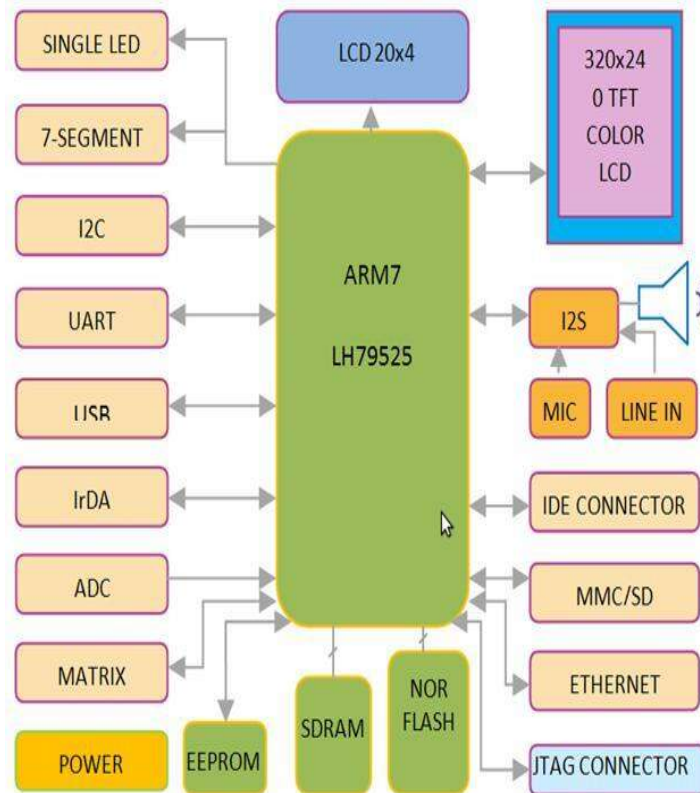 SINGLE LED
LCD 20x4
320x24
0 TFT
COLOR
LCD
7-SEGMENT
I2C
ARM7
LH79525
UART
I2S
USB
MIC
LINE IN
IrDA
IDE CONNECTOR
ADC
MMC/SD
MATRIX
ETHERNET
NOR
FLASH
SDRAM
POWER
EEPROM
JTAG CONNECTOR